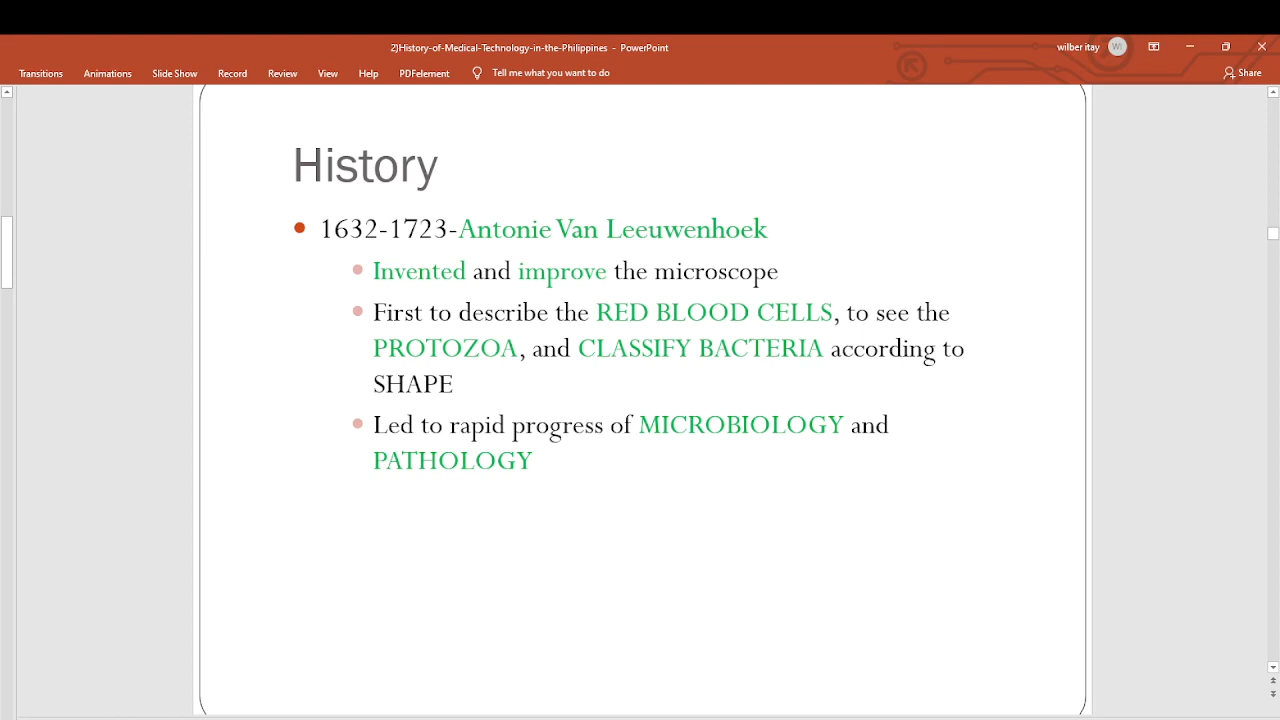 2)History-of-Medical-Technology-in-the-Philippines - PowerPoint
wilber itay WI
Transitions Animations Slide Show Record Review View Help PDFelement Tell me what you want to do Share
History
1632-1723-Antonie Van Leeuwenhoek
Invented and improve the microscope
First to describe the RED BLOOD CELLS, to see the
PROTOZOA, and CLASSIFY BACTERIA according to
SHAPE
Led to rapid progress of MICROBIOLOGY and
PATHOLOGY